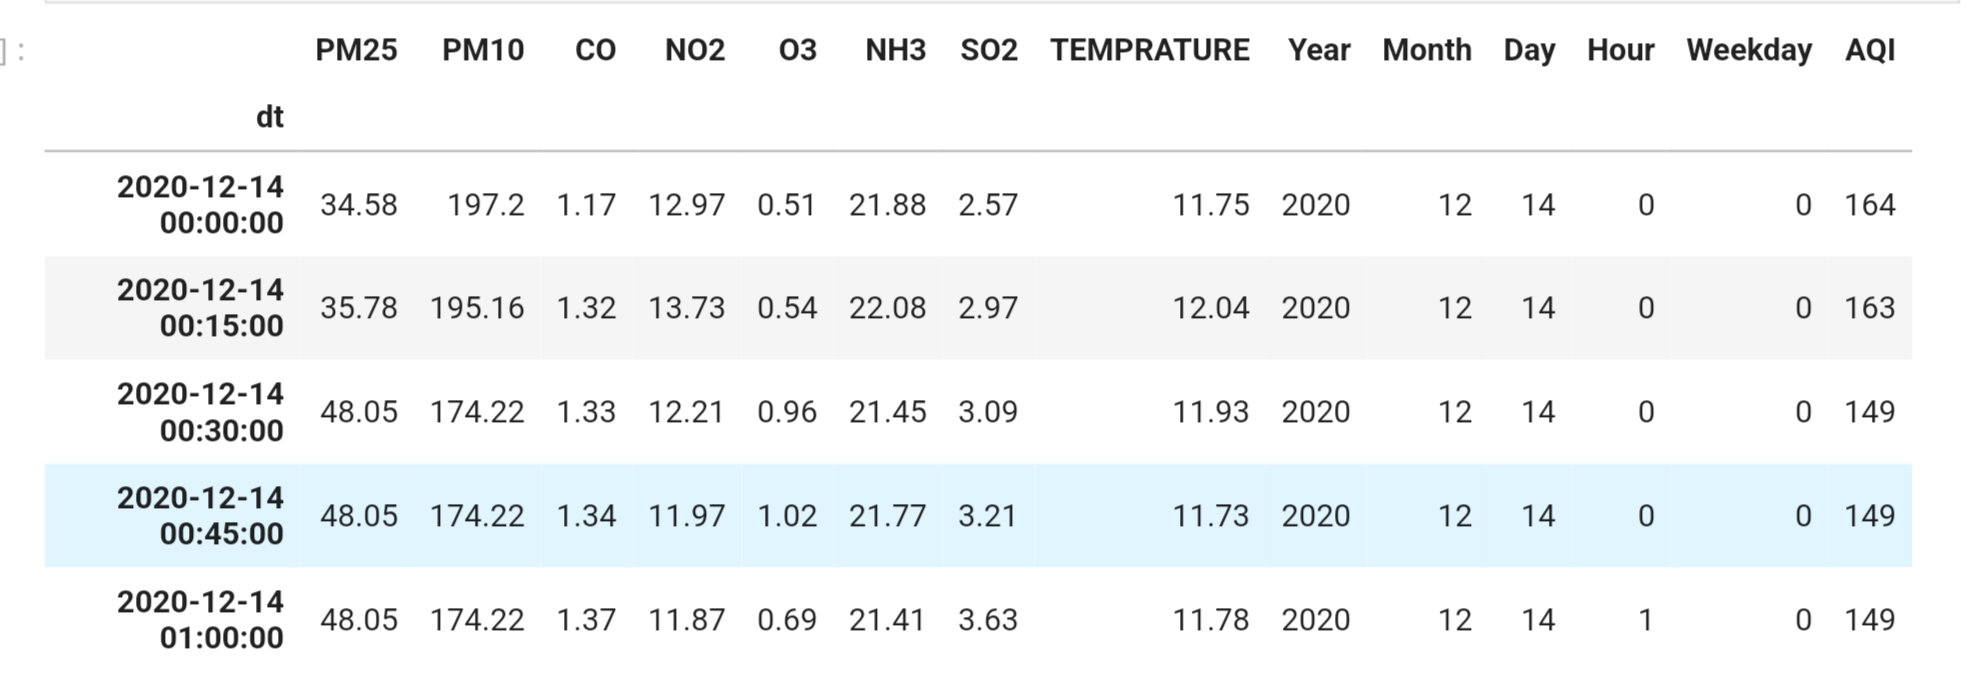 ] :
PM25 PM10 CO NO2 O3 NH3 SO2 TEMPRATURE Year Month Day Hour Weekday AQI
dt
2020-12-14
00:00:00 34.58 197.2 1.17 12.97 0.51 21.88 2.57 11.75 2020 12 14 0 0 164
2020-12-14
00:15:00 35.78 195.16 1.32 13.73 0.54 22.08 2.97 12.04 2020 12 14 0 0 163
2020-12-14
00:30:00 48.05 174.22 1.33 12.21 0.96 21.45 3.09 11.93 2020 12 14 0 0 149
2020-12-14
00:45:00 48.05 174.22 1.34 11.97 1.02 21.77 3.21 11.73 2020 12 14 0 0 149
2020-12-14
01:00:00 48.05 174.22 1.37 11.87 0.69 21.41 3.63 11.78 2020 12 14 1 0 149